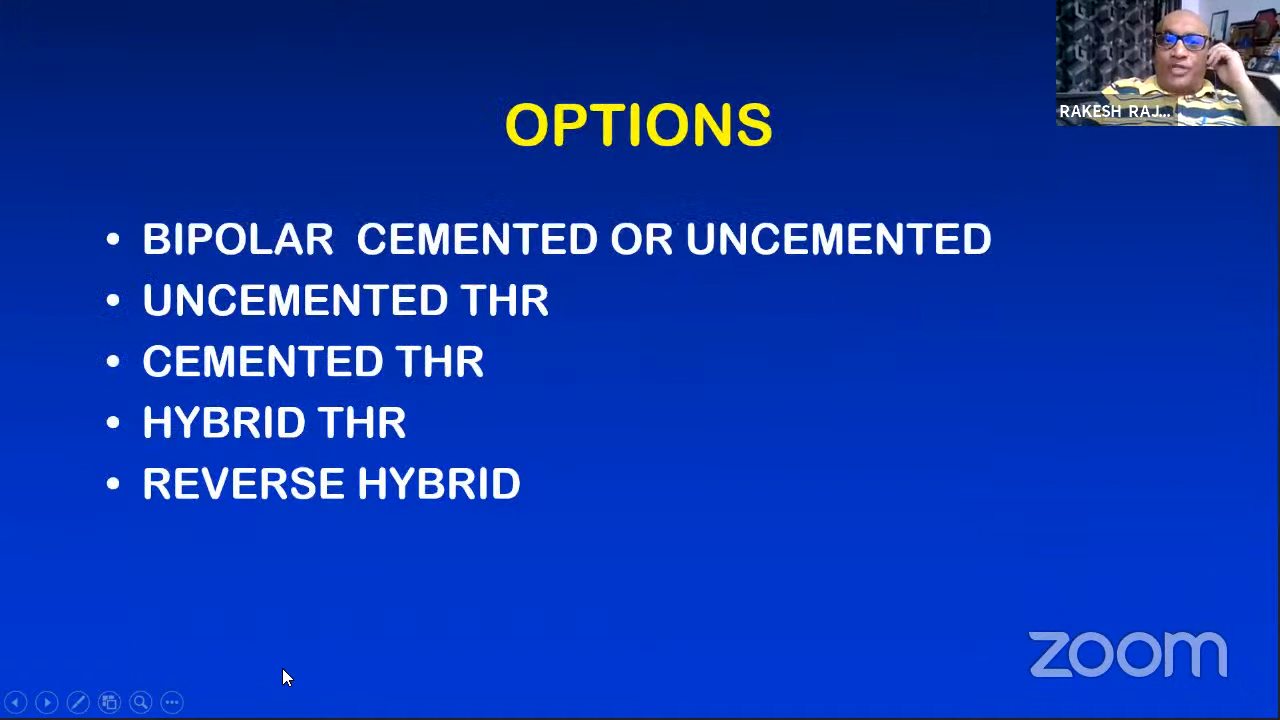 RAKESH RAJ...
OPTIONS
• BIPOLAR CEMENTED OR UNCEMENTED
• UNCEMENTED THR
• CEMENTED THR
• HYBRID THR
• REVERSE HYBRID
zoom